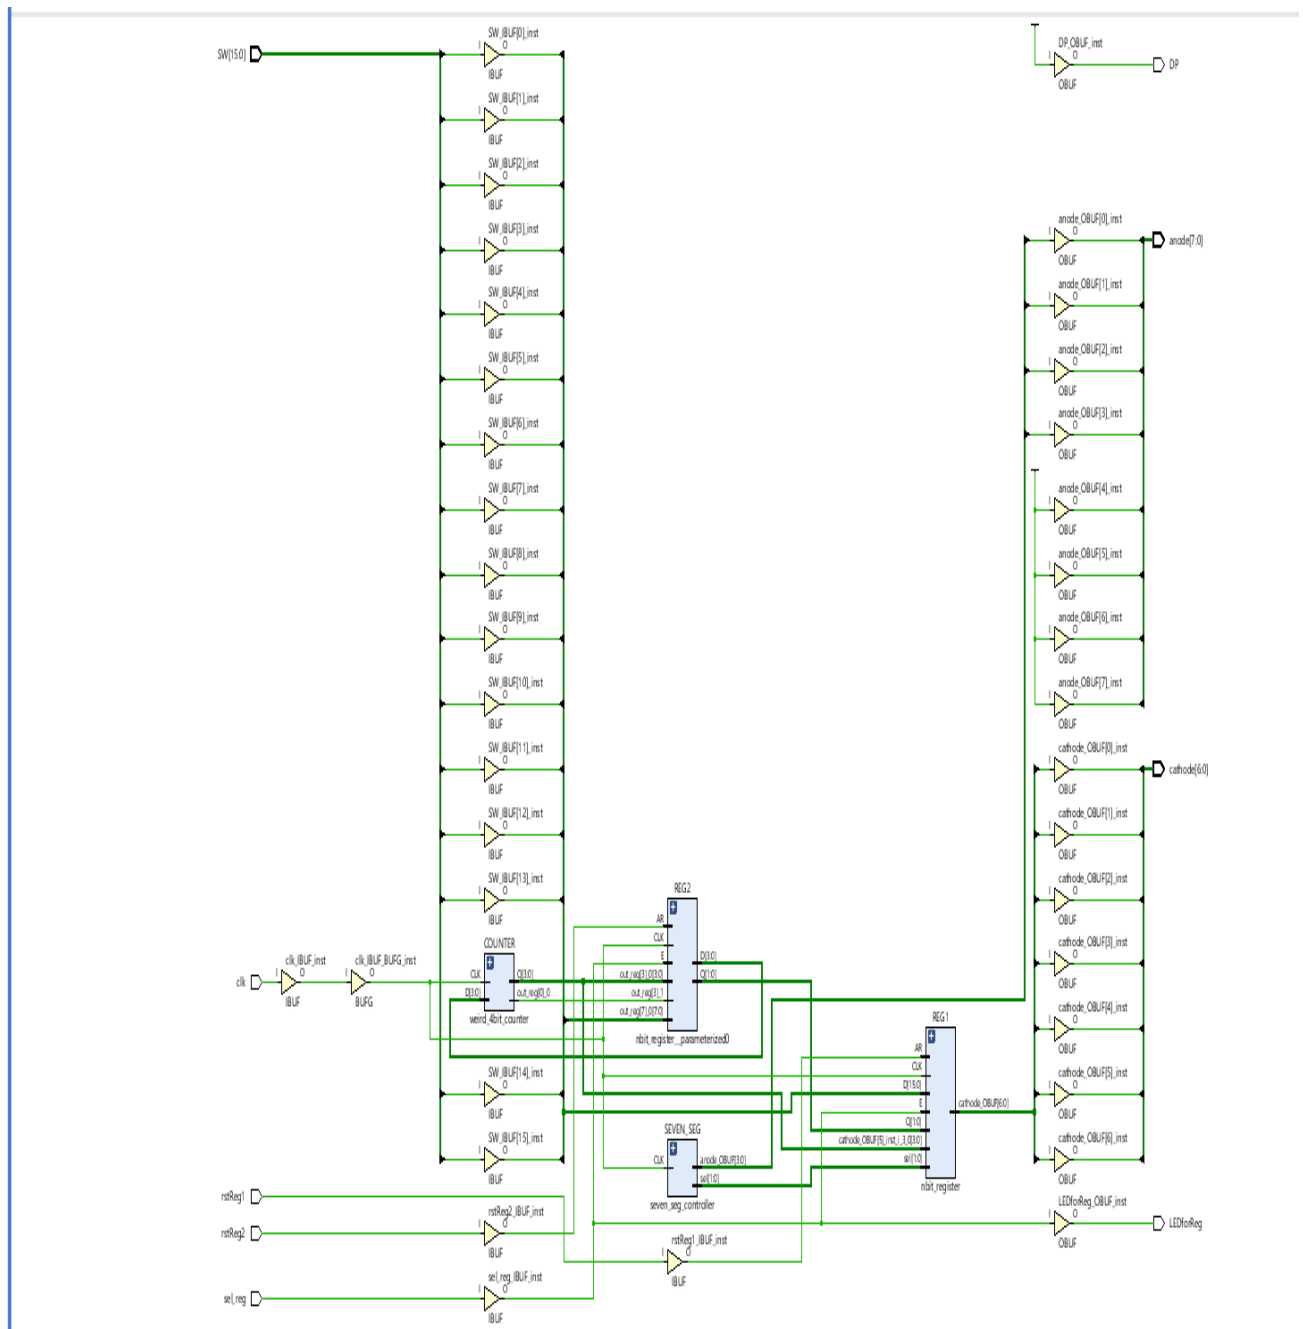 SW[15:0]
SW_IBUF[0]_inst
I
O
IBUF
SW_IBUF[1]_inst
I
O
IBUF
SW_IBUF[2]_inst
I
O
IBUF
SW_IBUF[3]_inst
I
O
IBUF
SW_IBUF[4]_inst
I
O
IBUF
SW_IBUF[5]_inst
I
O
IBUF
SW_IBUF[6]_inst
I
O
IBUF
SW_IBUF[7]_inst
I
O
IBUF
SW_IBUF[8]_inst
I
O
IBUF
SW_IBUF[9]_inst
I
O
IBUF
SW_IBUF[10]_inst
I
O
IBUF
SW_IBUF[11]_inst
I
O
IBUF
SW_IBUF[12]_inst
I
O
IBUF
SW_IBUF[13]_inst
I
O
IBUF
clk
clk_IBUF_inst
I
O
IBUF
clk_IBUF_BUFG_inst
I
O
BUFG
COUNTER
CLK
D[3:0]
Q[3:0]
out_reg[0]_0
weird_4bit_counter
SW_IBUF[14]_inst
I
O
IBUF
SW_IBUF[15]_inst
I
O
IBUF
rstReg1
rstReg2
rstReg2_IBUF_inst
I
O
IBUF
sel_reg
sel_reg_IBUF_inst
I
O
IBUF
REG2
AR
CLK
E
out_reg[3]_0[3:0]
out_reg[3]_1
out_reg[7]_0[7:0]
D[3:0]
Q[1:0]
nbit_register__parameterized0
SEVEN_SEG
CLK
anode_OBUF[3:0]
sel[1:0]
seven_seg_controller
rstReg1_IBUF_inst
I
O
IBUF
REG1
AR
CLK
D[15:0]
E
Q[1:0]
cathode_OBUF[5]_inst_i_3_0[3:0]
sel[1:0]
cathode_OBUF[6:0]
nbit_register
DP_OBUF_inst
I
O
OBUF
DP
anode_OBUF[0]_inst
I
O
OBUF
anode[7:0]
anode_OBUF[1]_inst
I
O
OBUF
anode_OBUF[2]_inst
I
O
OBUF
anode_OBUF[3]_inst
I
O
OBUF
anode_OBUF[4]_inst
I
O
OBUF
anode_OBUF[5]_inst
I
O
OBUF
anode_OBUF[6]_inst
I
O
OBUF
anode_OBUF[7]_inst
I
O
OBUF
cathode_OBUF[0]_inst
I
O
OBUF
cathode[6:0]
cathode_OBUF[1]_inst
I
O
OBUF
cathode_OBUF[2]_inst
I
O
OBUF
cathode_OBUF[3]_inst
I
O
OBUF
cathode_OBUF[4]_inst
I
O
OBUF
cathode_OBUF[5]_inst
I
O
OBUF
cathode_OBUF[6]_inst
I
O
OBUF
LEDforReg_OBUF_inst
I
O
OBUF
LEDforReg